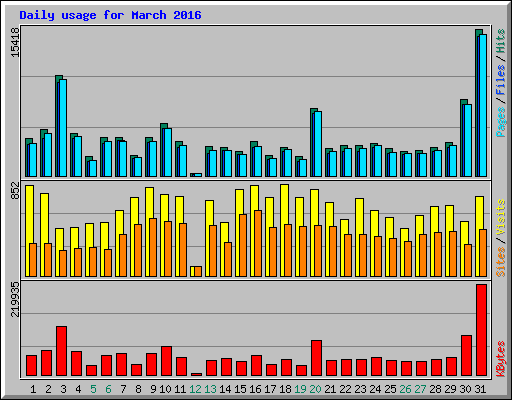 Daily usage for March 2016
15418
Pages / Files / Hits
852
Sites / Visits
219935
KBytes
1 2 3 4 5 6 7 8 9 10 11 12 13 14 15 16 17 18 19 20 21 22 23 24 25 26 27 28 29 30 31